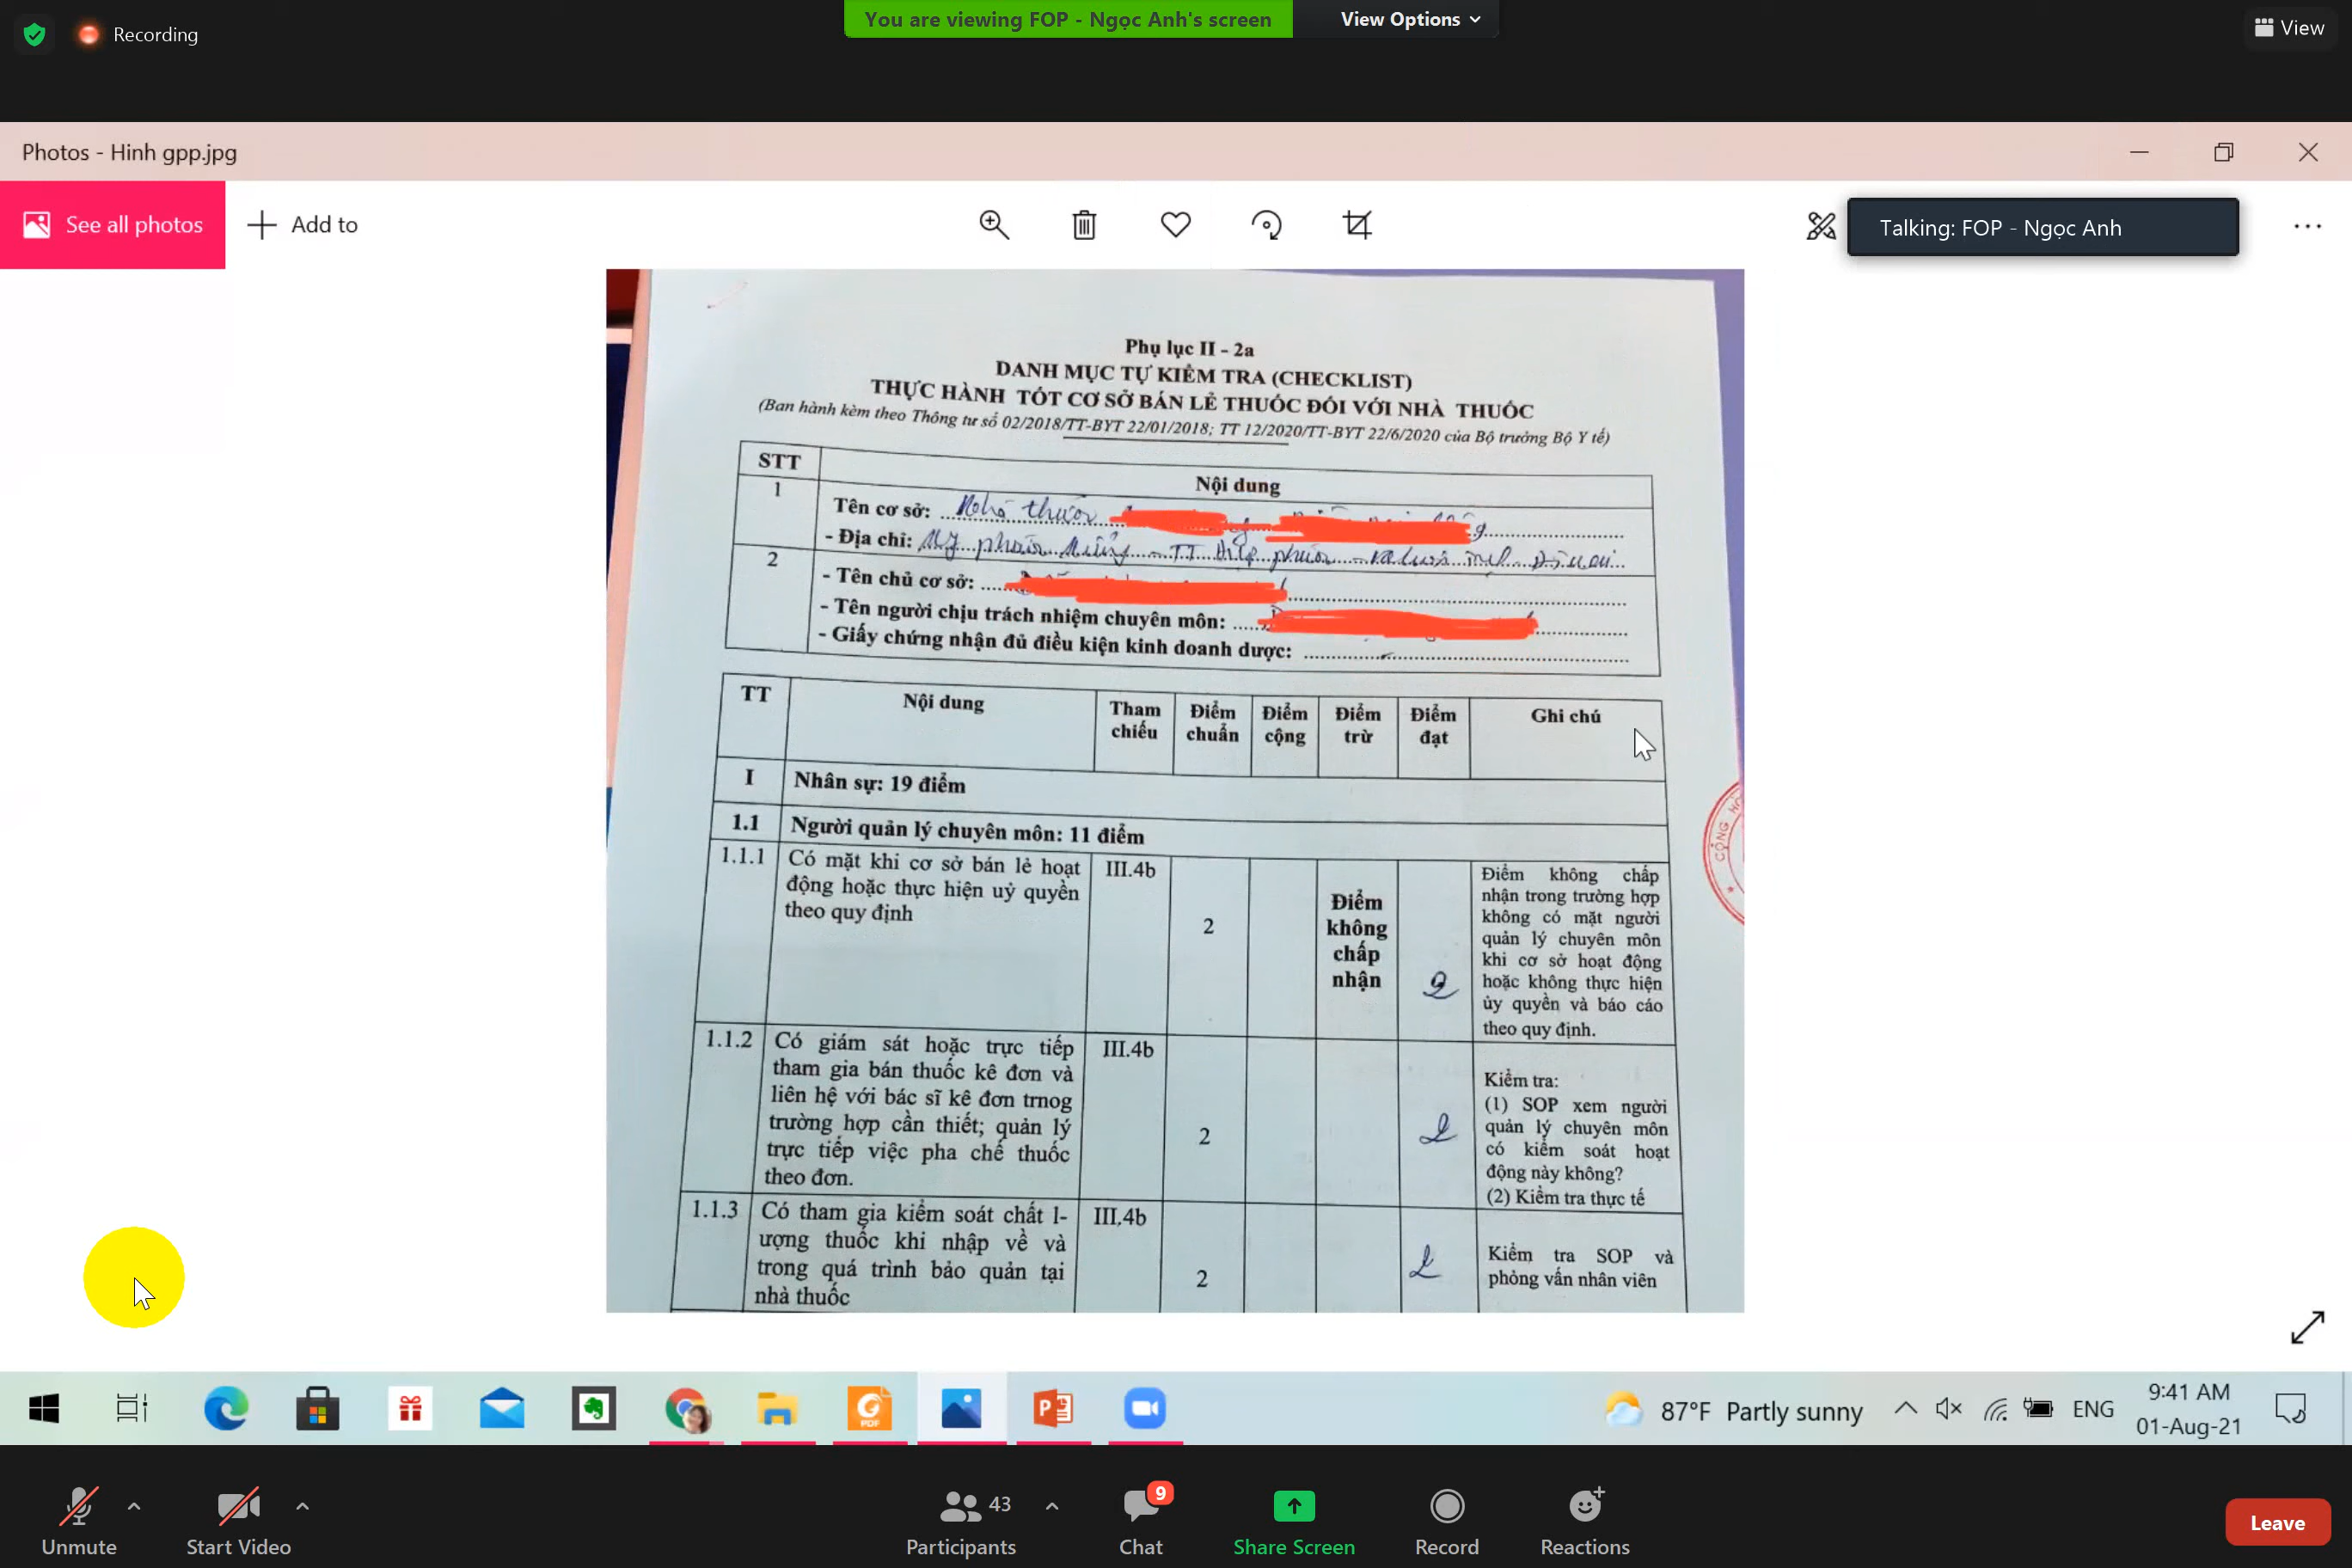 Recording
You are viewing FOP - Ngọc Anh's screen
View Options
View
Photos - Hinh gpp.jpg
See all photos
Add to
Talking: FOP - Ngọc Anh
Phụ lục II - 2a
DANH MỤC TỰ KIỂM TRA (CHECKLIST)
THỰC HÀNH TỐT CƠ SỞ BÁN LẺ THUỐC ĐỐI VỚI NHÀ THUỐC
(Ban hành kèm theo Thông tư số 02/2018/TT-BYT 22/01/2018; TT 12/2020/TT-BYT 22/6/2020 của Bộ trưởng Bộ Y tế)
STT
Nội dung
1
Tên cơ sở: Nhà thuốc
- Địa chỉ:
2
- Tên chủ cơ sở:
- Tên người chịu trách nhiệm chuyên môn:
- Giấy chứng nhận đủ điều kiện kinh doanh dược:
TT
Nội dung
Tham
chiếu
Điểm
chuẩn
Điểm
cộng
Điểm
trừ
Điểm
đạt
Ghi chú
I
Nhân sự: 19 điểm
1.1
Người quản lý chuyên môn: 11 điểm
1.1.1
Có mặt khi cơ sở bán lẻ hoạt
động hoặc thực hiện uỷ quyền
theo quy định
III.4b
2
Điểm
không
chấp
nhận
2
Điểm không chấp
nhận trong trường hợp
không có mặt người
quản lý chuyên môn
khi cơ sở hoạt động
hoặc không thực hiện
ủy quyền và báo cáo
theo quy định.
1.1.2
Có giám sát hoặc trực tiếp
tham gia bán thuốc kê đơn và
liên hệ với bác sĩ kê đơn trnog
trường hợp cần thiết; quản lý
trực tiếp việc pha chế thuốc
theo đơn.
III.4b
2
2
Kiểm tra:
(1) SOP xem người
quản lý chuyên môn
có kiểm soát hoạt
động này không?
(2) Kiểm tra thực tế
1.1.3
Có tham gia kiểm soát chất l-
ượng thuốc khi nhập về và
trong quá trình bảo quản tại
nhà thuốc
III.4b
2
2
Kiểm tra SOP và
phỏng vấn nhân viên
CỘNG
87°F Partly sunny
ENG
9:41 AM
01-Aug-21
Unmute
Start Video
43
Participants
9
Chat
Share Screen
Record
Reactions
Leave